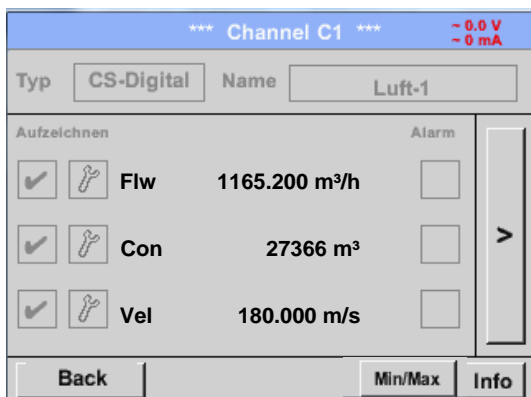 *** Channel C1 *** ~ 0.0 V
~ 0 mA
Typ CS-Digital Name Luft-1
Aufzeichnen Alarm
Flw 1165.200 m³/h
Con 27366 m³
Vel 180.000 m/s
>
Back Min/Max Info